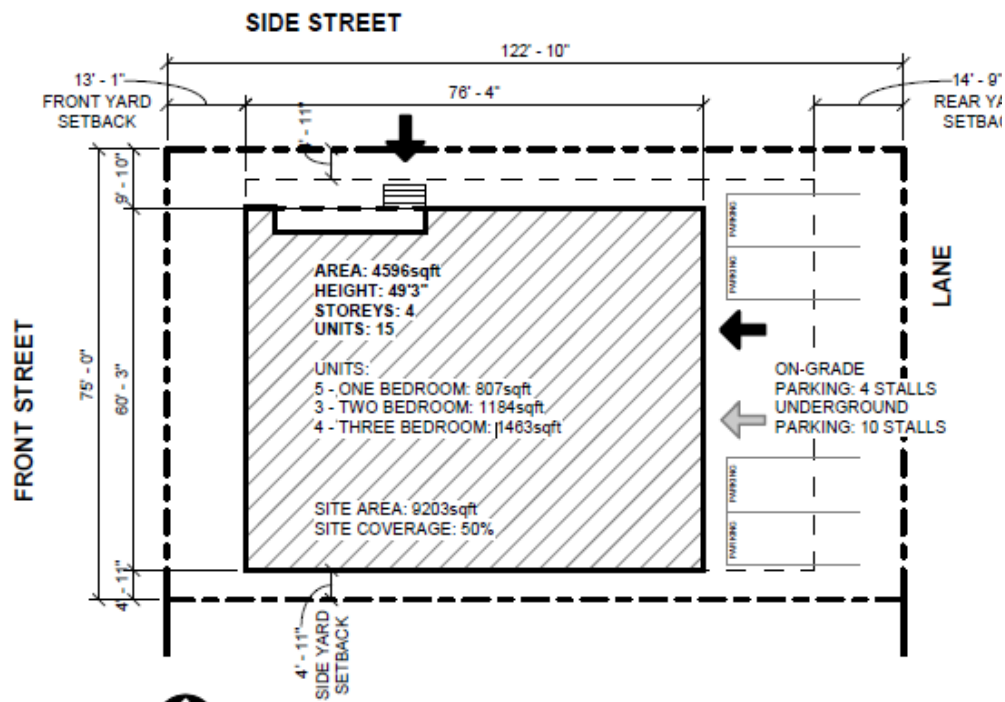 SIDE STREET
122' - 10"
13' - 1"
FRONT YARD
SETBACK
76' - 4"
14' - 9"
REAR YA
SETBAC
' - 11"
9' - 10"
75' - 0"
60' - 3"
4' - 11"
FRONT STREET
AREA: 4596sqft
HEIGHT: 49'3"
STOREYS: 4
UNITS: 15
UNITS:
5 - ONE BEDROOM: 807sqft
3 - TWO BEDROOM: 1184sqft
4 - THREE BEDROOM: 1463sqft
SITE AREA: 9203sqft
SITE COVERAGE: 50%
PARKING
PARKING
LANE
ON-GRADE
PARKING: 4 STALLS
UNDERGROUND
PARKING: 10 STALLS
PARKING
PARKING
4' - 11"
SIDE YARD
SETBACK